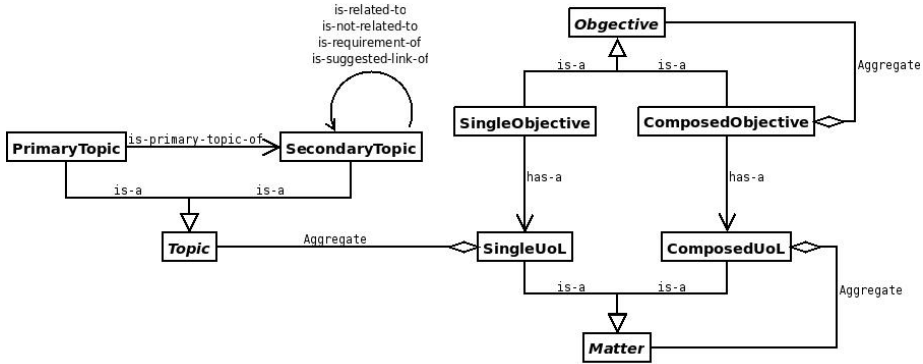 is-related-to
is-not-related-to
is-requirement-of
is-suggested-link-of
Obgective
is-a
is-a
Aggregate
SingleObjective
ComposedObjective
PrimaryTopic
is-primary-topic-of
SecondaryTopic
is-a
is-a
has-a
has-a
Topic
Aggregate
SingleUoL
ComposedUoL
is-a
is-a
Aggregate
Matter